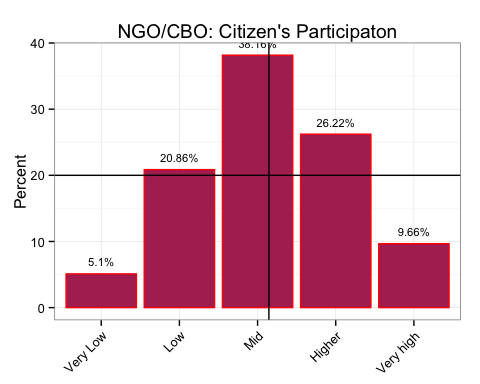 NGO/CBO: Citizen's Participaton
40
30
20
10
0
Percent
5.1%
20.86%
38.16%
26.22%
9.66%
Very Low
Low
Mid
Higher
Very high